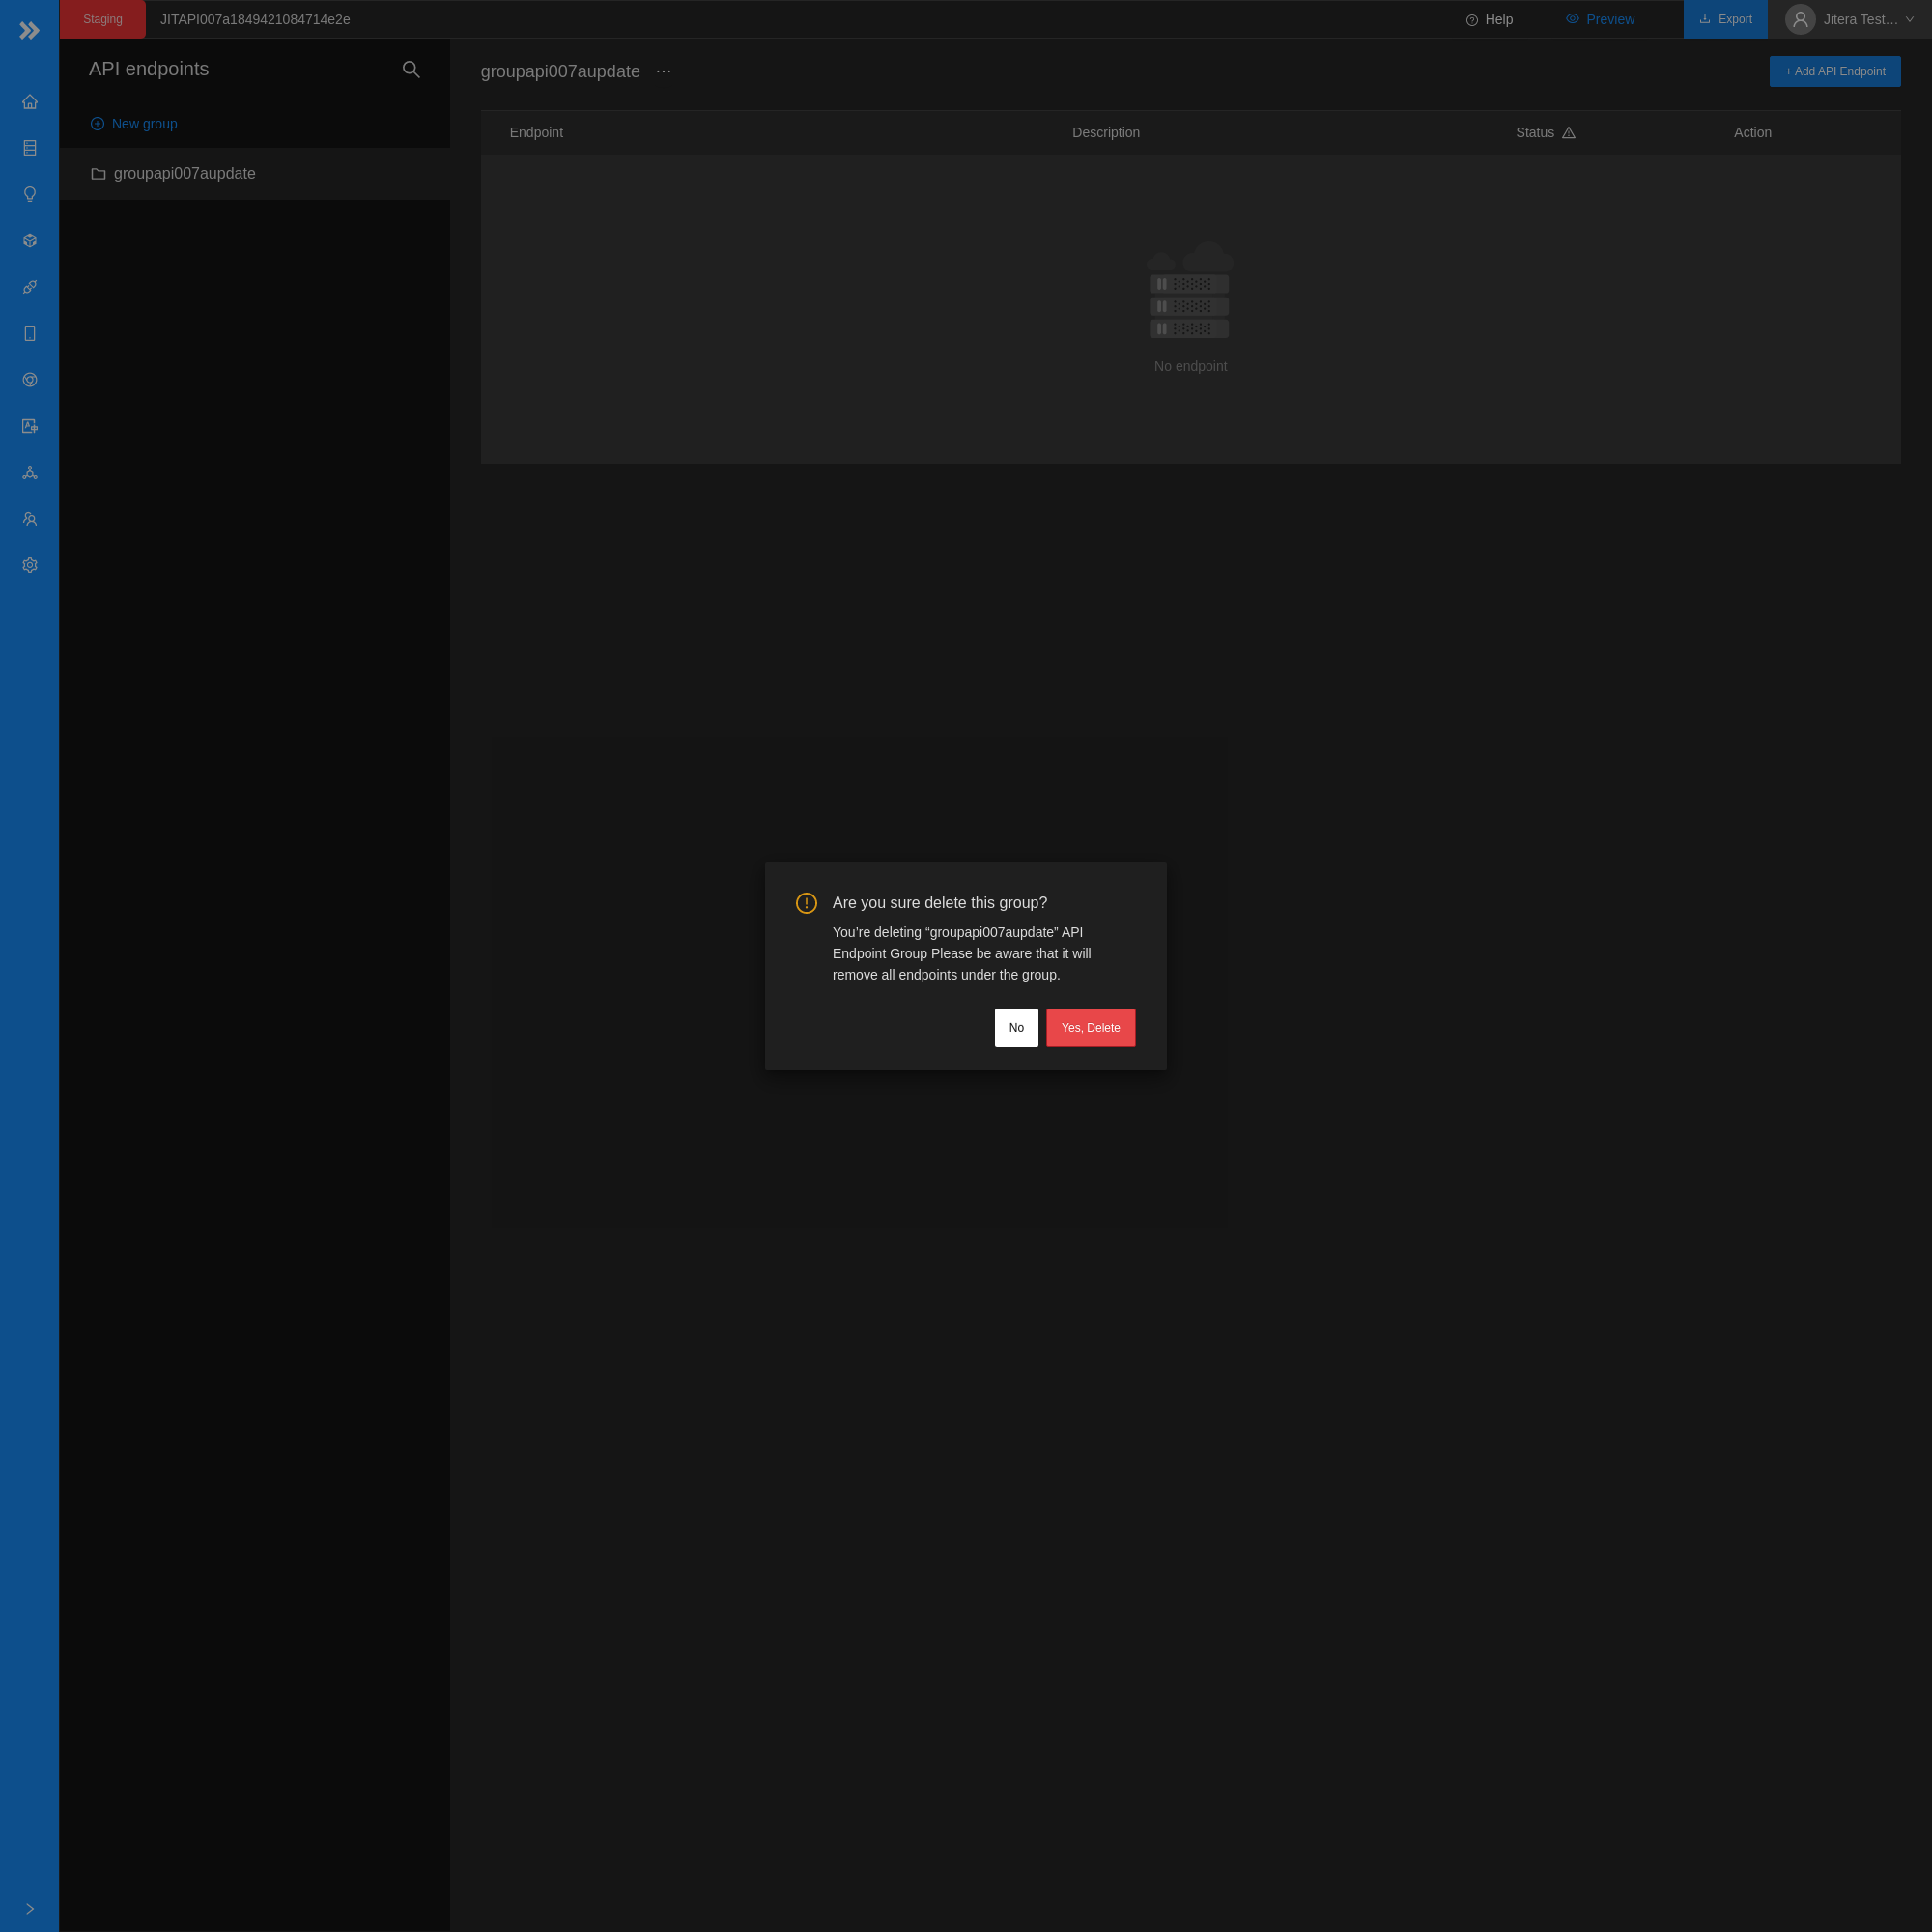 Staging
JITAPI007a1849421084714e2e
Help
Preview
Export
Jitera Test…
API endpoints
New group
groupapi007aupdate
groupapi007aupdate
+ Add API Endpoint
Endpoint
Description
Status
Action
No endpoint
Are you sure delete this group?
You’re deleting “groupapi007aupdate” API
Endpoint Group Please be aware that it will
remove all endpoints under the group.
No
Yes, Delete